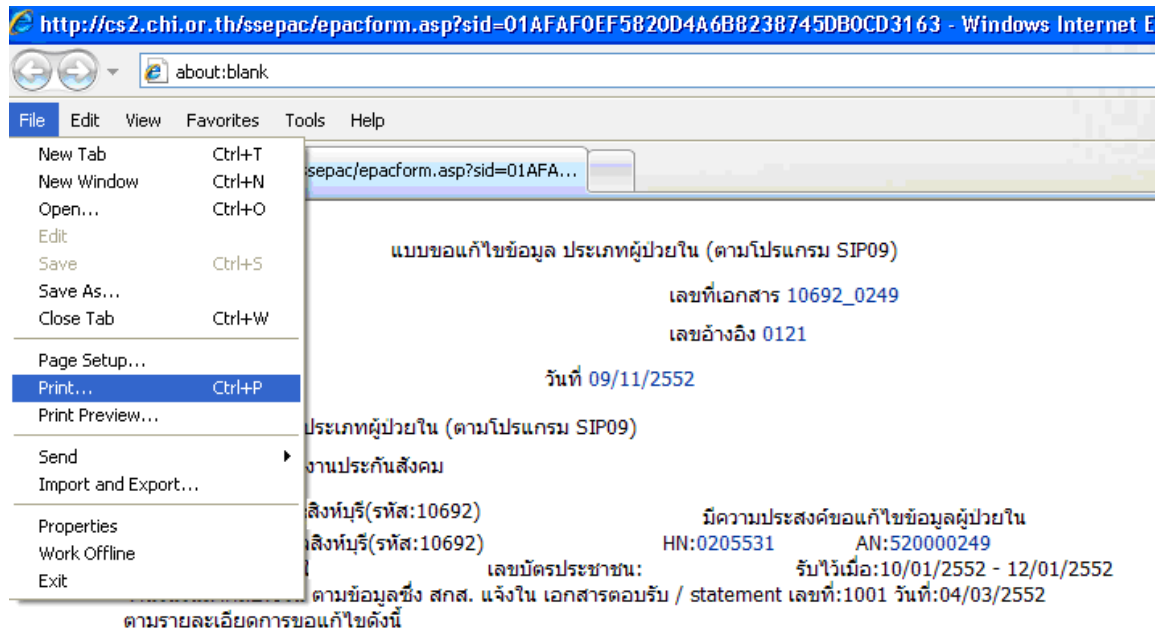 http://cs2.chi.or.th/ssepac/epacform.asp?sid=01AFAF0EF5820D4A6B8238745DB0CD3163 - Windows Internet E
about:blank
File Edit View Favorites Tools Help
ssepac/epacform.asp?sid=01AFA...
New Tab Ctrl+T
New Window Ctrl+N
Open... Ctrl+O
Edit
Save Ctrl+S
Save As...
Close Tab Ctrl+W
Page Setup...
Print... Ctrl+P
Print Preview...
Send
Import and Export...
Properties
Work Offline
Exit
แบบขอแก้ไขข้อมูล ประเภทผู้ป่วยใน (ตามโปรแกรม SIP09)
เลขที่เอกสาร 10692_0249
เลขอ้างอิง 0121
วันที่ 09/11/2552
ประเภทผู้ป่วยใน (ตามโปรแกรม SIP09)
งานประกันสังคม
สิงห์บุรี(รหัส:10692) มีความประสงค์ขอแก้ไขข้อมูลผู้ป่วยใน
สิงห์บุรี(รหัส:10692) HN:0205531 AN:520000249
เลขบัตรประชาชน: รับไว้เมื่อ:10/01/2552 - 12/01/2552
ตามข้อมูลซึ่ง สกส. แจ้งใน เอกสารตอบรับ / statement เลขที่:1001 วันที่:04/03/2552
ตามรายละเอียดการขอแก้ไขดังนี้